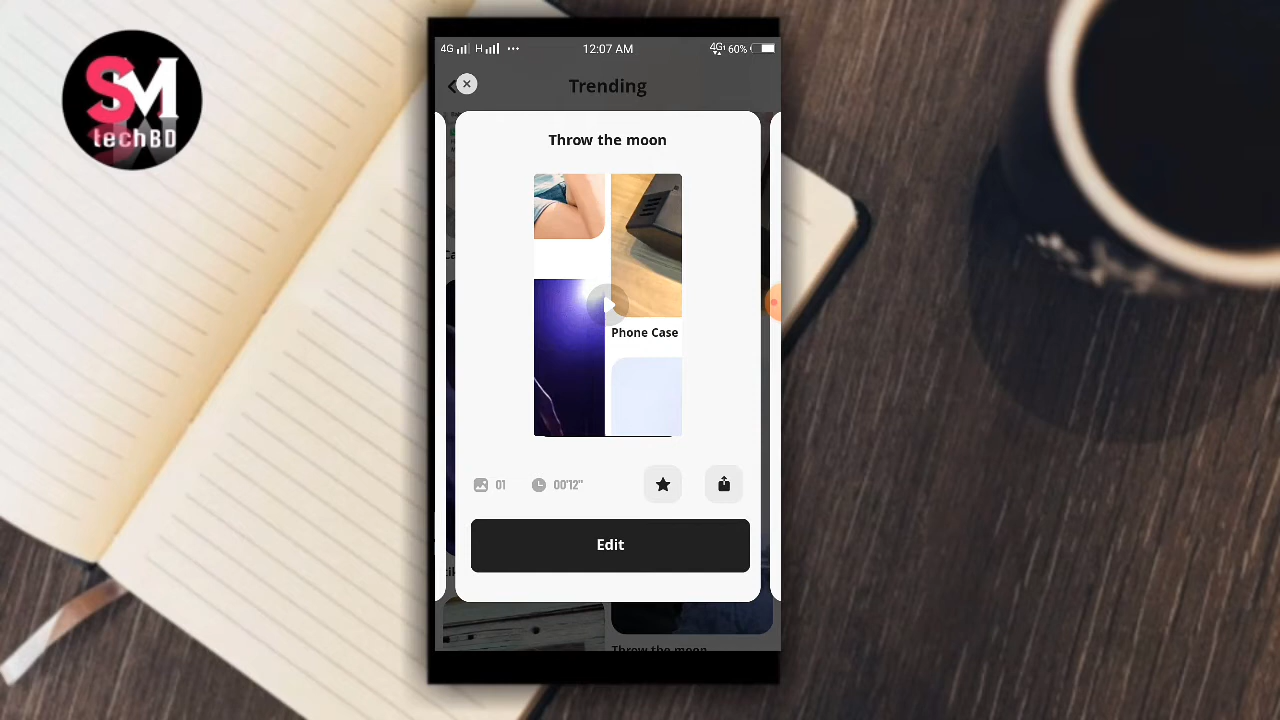 SM
techBD
4G H 12:07 AM 4G 60%
Trending
Throw the moon
Phone Case
01 00'12"
Edit
Throw the moon